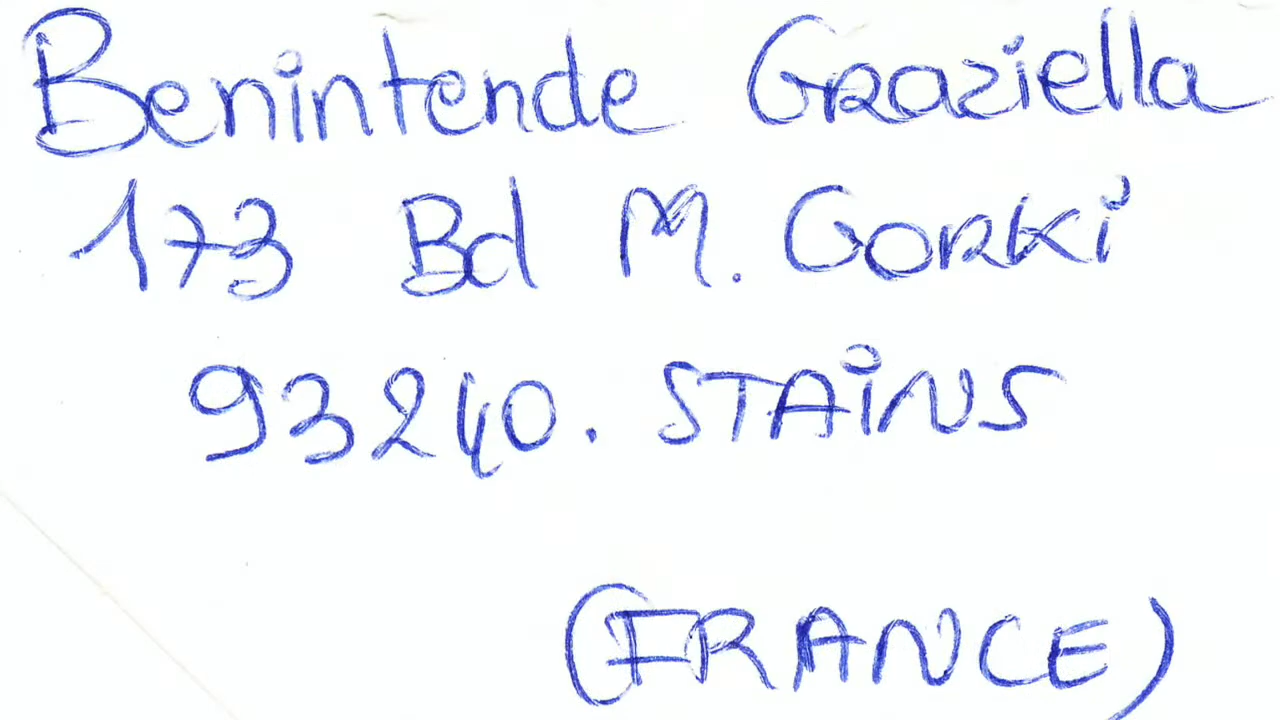 Benintende Graziella
173 Bd M. GORKi
93240. STAiNS
(FRANCE)